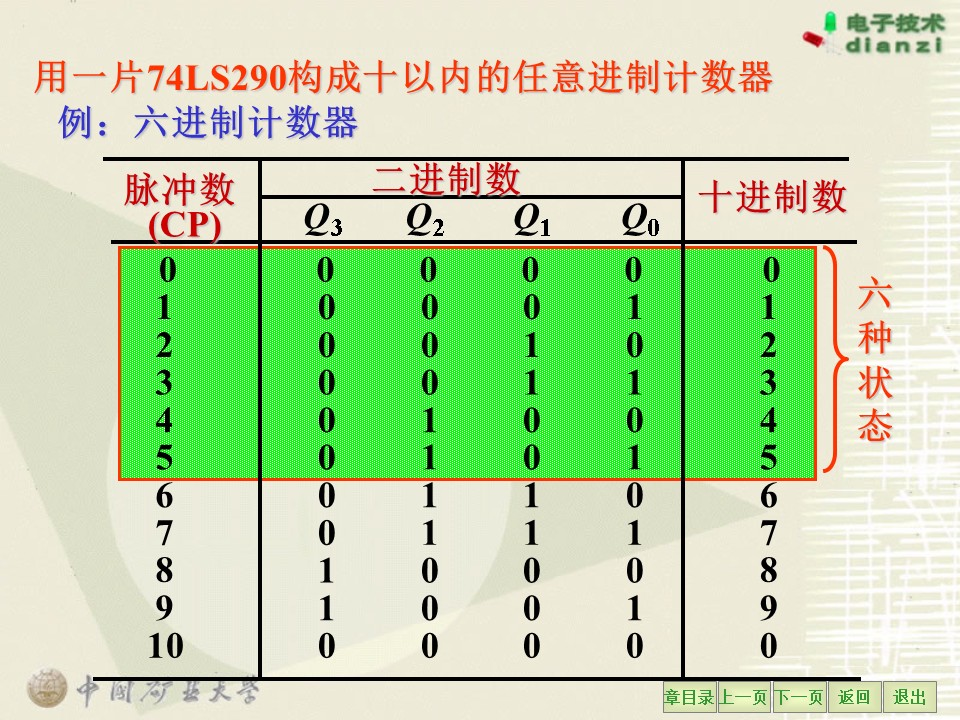 电子技术
dianzi
用一片74LS290构成十以内的任意进制计数器
例：六进制计数器
脉冲数 二进制数 十进制数
(CP) Q3 Q2 Q1 Q0
0 0 0 0 0 0
1 0 0 0 1 1
2 0 0 1 0 2
3 0 0 1 1 3
4 0 1 0 0 4
5 0 1 0 1 5
6 0 1 1 0 6
7 0 1 1 1 7
8 1 0 0 0 8
9 1 0 0 1 9
10 0 0 0 0 0
六种状态
中国矿业大学
章目录 上一页 下一页 返回 退出